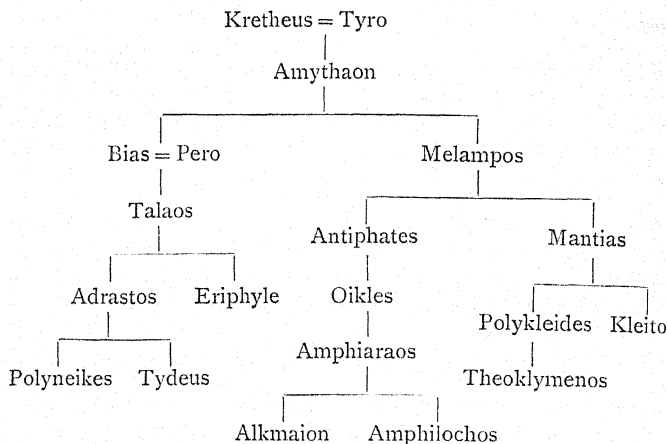 Kretheus = Tyro
Amythaon
Bias = Pero Melampos
Talaos
Antiphates Mantias
Adrastos Eriphyle Oikles
Polykleides Kleito
Amphiaraos
Polyneikes Tydeus Theoklymenos
Alkmaion Amphilochos